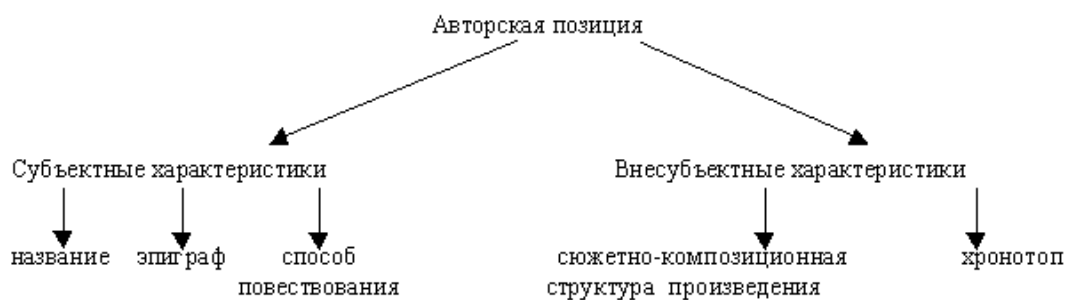 Авторская позиция
Субъектные характеристики Внесубъектные характеристики
название эпиграф способ сюжетно-композиционная хронотоп
повествования структура произведения